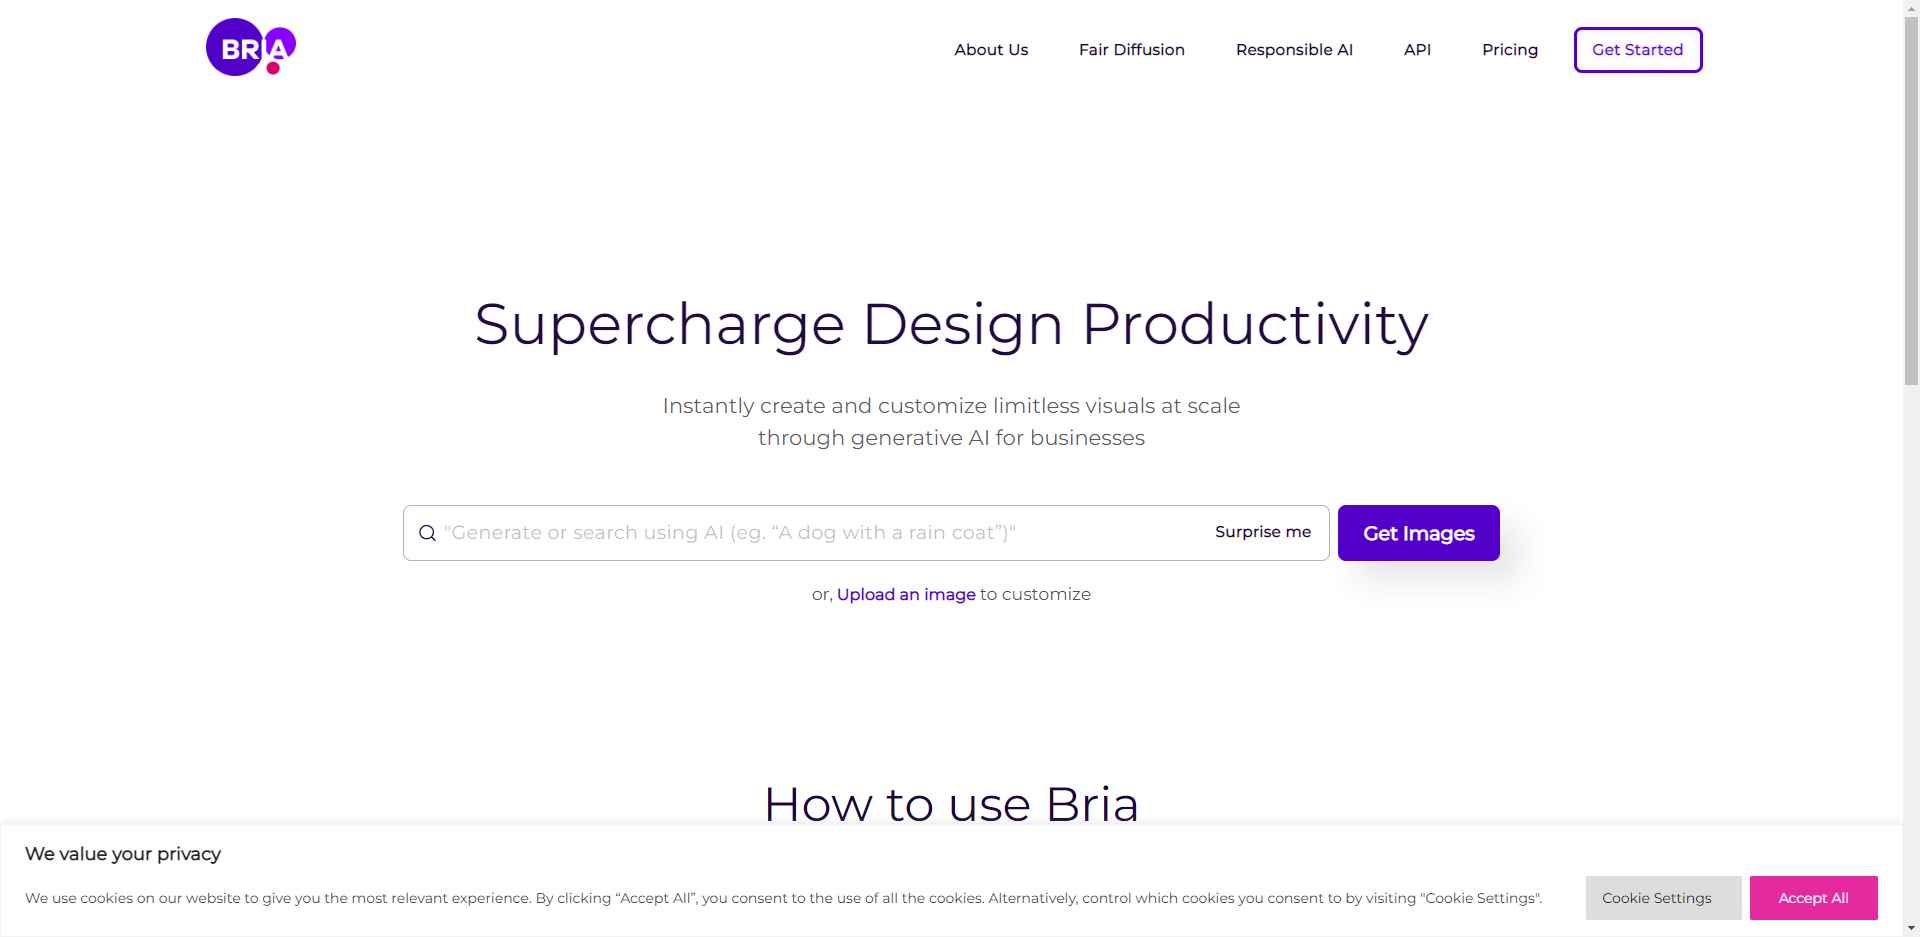 BRIA
About Us
Fair Diffusion
Responsible AI
API
Pricing
Get Started
Supercharge Design Productivity
Instantly create and customize limitless visuals at scale
through generative AI for businesses
"Generate or search using AI (eg. “A dog with a rain coat”)"
Surprise me
Get Images
or, Upload an image to customize
How to use Bria
We value your privacy
We use cookies on our website to give you the most relevant experience. By clicking “Accept All”, you consent to the use of all the cookies. Alternatively, control which cookies you consent to by visiting "Cookie Settings".
Cookie Settings
Accept All